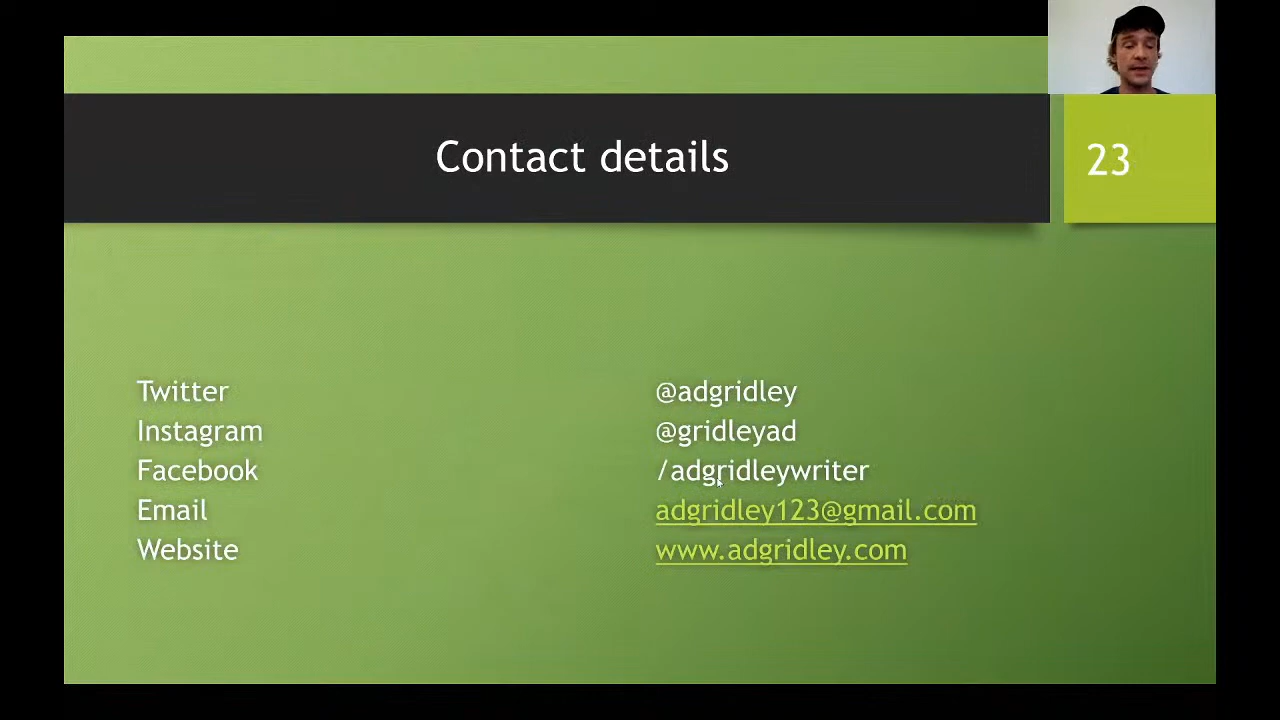 Contact details
23
Twitter @adgridley
Instagram @gridleyad
Facebook /adgridleywriter
Email adgridley123@gmail.com
Website www.adgridley.com